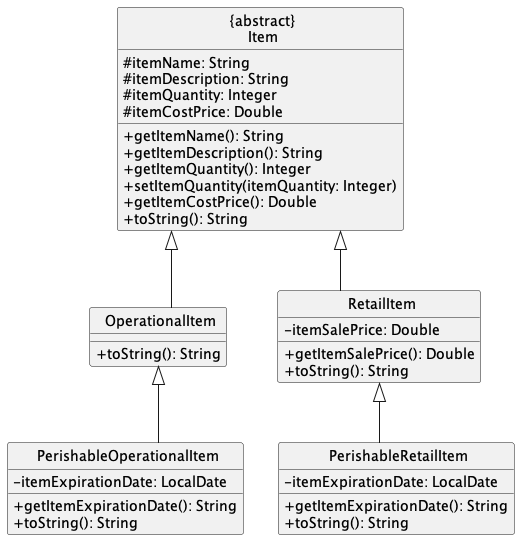 {abstract}
Item
#itemName: String
#itemDescription: String
#itemQuantity: Integer
#itemCostPrice: Double
+getItemName(): String
+getItemDescription(): String
+getItemQuantity(): Integer
+setItemQuantity(itemQuantity: Integer)
+getItemCostPrice(): Double
+toString(): String
OperationalItem
+toString(): String
RetailItem
-itemSalePrice: Double
+getItemSalePrice(): Double
+toString(): String
PerishableOperationalItem
-itemExpirationDate: LocalDate
+getItemExpirationDate(): String
+toString(): String
PerishableRetailItem
-itemExpirationDate: LocalDate
+getItemExpirationDate(): String
+toString(): String